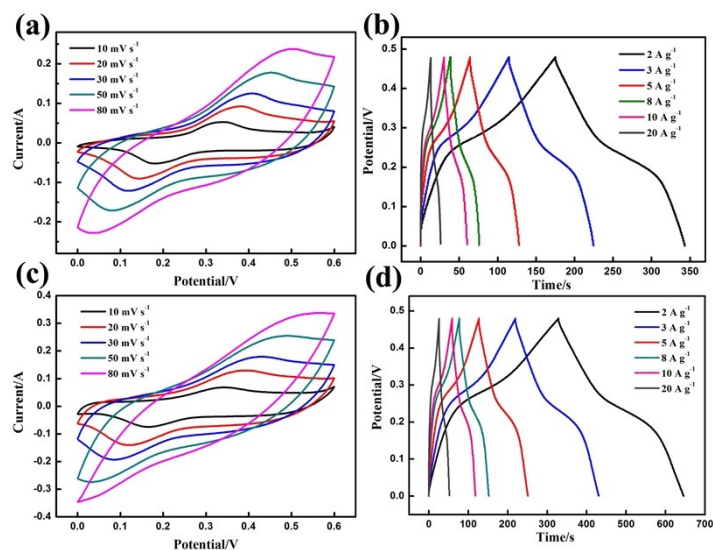 (a)
10 mV s⁻¹
20 mV s⁻¹
30 mV s⁻¹
50 mV s⁻¹
80 mV s⁻¹
0.2
0.1
0.0
-0.1
-0.2
Current/A
0.0 0.1 0.2 0.3 0.4 0.5 0.6
Potential/V
(b)
2 A g⁻¹
3 A g⁻¹
5 A g⁻¹
8 A g⁻¹
10 A g⁻¹
20 A g⁻¹
0.5
0.4
0.3
0.2
0.1
0.0
Potential/V
0 50 100 150 200 250 300 350
Time/s
(c)
10 mV s⁻¹
20 mV s⁻¹
30 mV s⁻¹
50 mV s⁻¹
80 mV s⁻¹
0.4
0.3
0.2
0.1
0.0
-0.1
-0.2
-0.3
-0.4
Current/A
0.0 0.1 0.2 0.3 0.4 0.5 0.6
Potential/V
(d)
2 A g⁻¹
3 A g⁻¹
5 A g⁻¹
8 A g⁻¹
10 A g⁻¹
20 A g⁻¹
0.5
0.4
0.3
0.2
0.1
0.0
Potential/V
0 100 200 300 400 500 600 700
Time/s